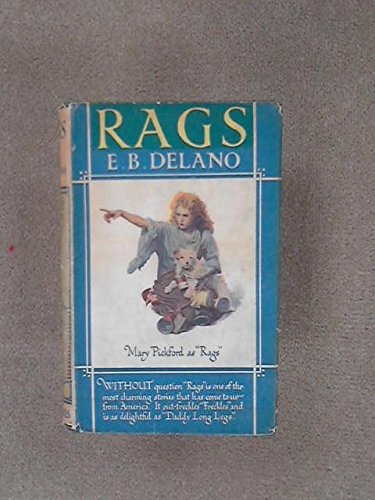 RAGS
E. B. DELANO
Mary Pickford as "Rags"
WITHOUT question "Rags" is one of the
most charming stories that has come to us
from America. It out-freckles "Freckles" and
is as delightful as "Daddy Long Legs".